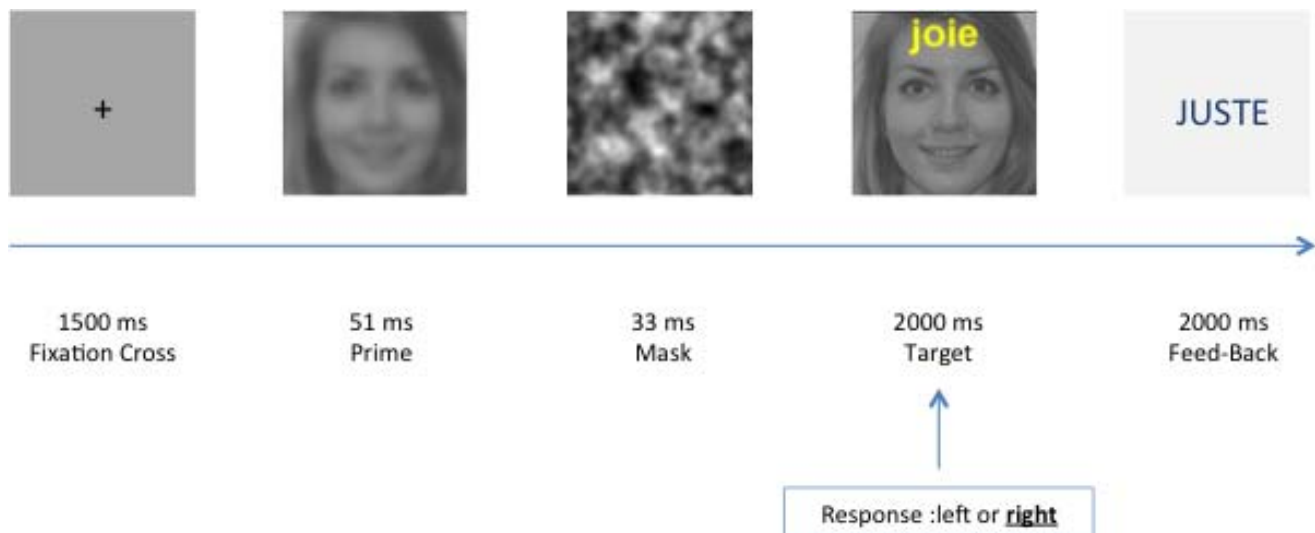 +
joie
JUSTE
1500 ms
Fixation Cross
51 ms
Prime
33 ms
Mask
2000 ms
Target
2000 ms
Feed-Back
Response :left or right